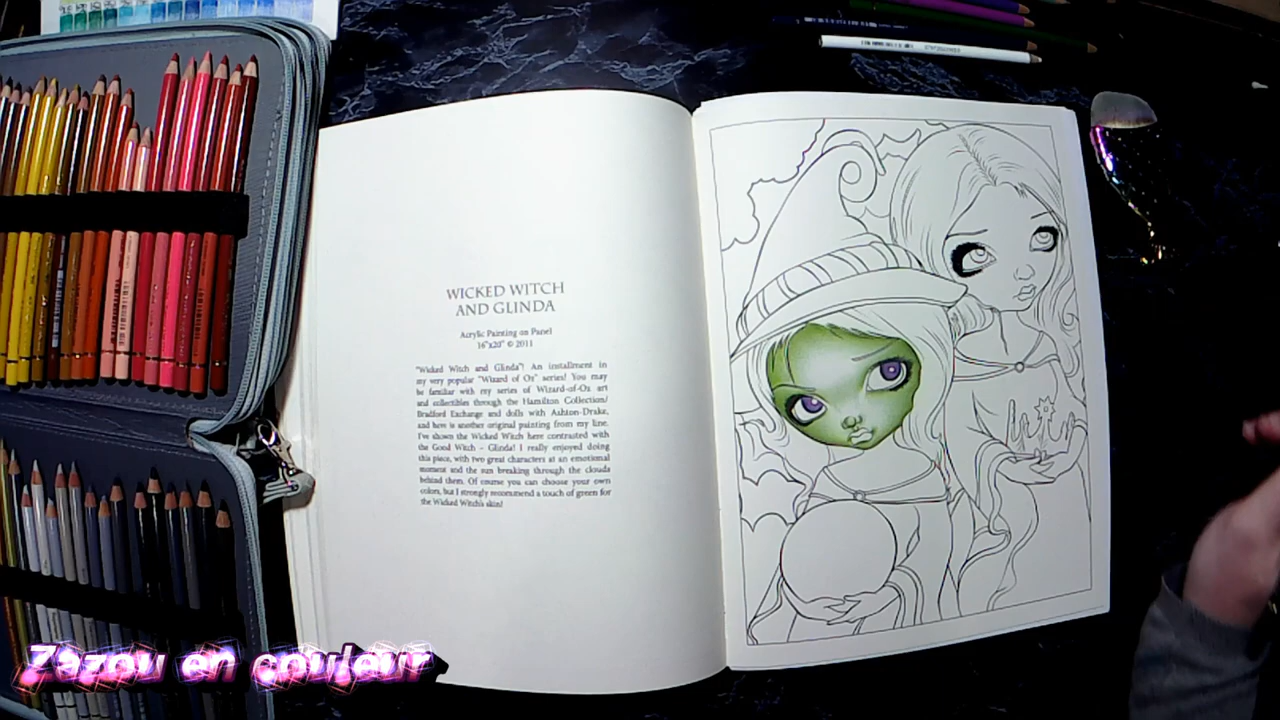 WICKED WITCH
AND GLINDA
Acrylic Painting on Panel
16"x20" © 2011
"Wicked Witch and Glinda"! An installment in
my very popular "Wizard of Oz" series! You may
be familiar with my series of Wizard-of-Oz art
and collectibles through the Hamilton Collection/
Bradford Exchange and dolls with Ashton-Drake,
and here is another original painting from my line.
I've shown the Wicked Witch here contrasted with
the Good Witch – Glinda! I really enjoyed doing
this piece, with two great characters at an emotional
moment and the sun breaking through the clouds
behind them. Of course you can choose your own
colors, but I strongly recommend a touch of green for
the Wicked Witch's skin!
Zazou en couleur